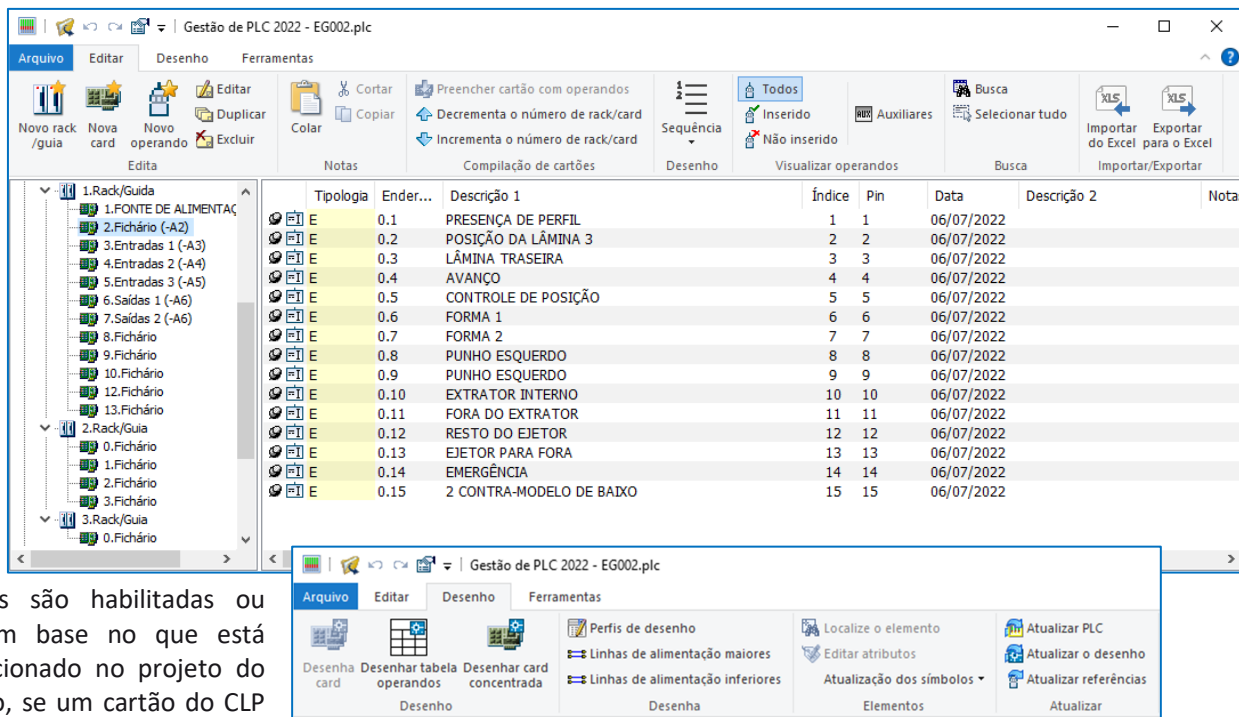 Gestão de PLC 2022 - EG002.plc
Arquivo Editar Desenho Ferramentas
Novo rack /guia
Nova card
Novo operando
Editar
Duplicar
Excluir
Edita
Colar
Cortar
Copiar
Notas
Preencher cartão com operandos
Decrementa o número de rack/card
Incrementa o número de rack/card
Compilação de cartões
Sequência
Desenho
Todos
Inserido
Não inserido
AUX Auxiliares
Visualizar operandos
Busca
Selecionar tudo
Busca
XLS XLS
Importar do Excel
Exportar para o Excel
Importar/Exportar
1.Rack/Guida
1.FONTE DE ALIMENTAÇ
2.Fichário (-A2)
3.Entradas 1 (-A3)
4.Entradas 2 (-A4)
5.Entradas 3 (-A5)
6.Saídas 1 (-A6)
7.Saídas 2 (-A6)
8.Fichário
9.Fichário
10.Fichário
12.Fichário
13.Fichário
2.Rack/Guia
0.Fichário
1.Fichário
2.Fichário
3.Fichário
3.Rack/Guia
0.Fichário
Tipologia Ender... Descrição 1 Índice Pin Data Descrição 2 Notas
E 0.1 PRESENÇA DE PERFIL 1 1 06/07/2022
E 0.2 POSIÇÃO DA LÂMINA 3 2 2 06/07/2022
E 0.3 LÂMINA TRASEIRA 3 3 06/07/2022
E 0.4 AVANÇO 4 4 06/07/2022
E 0.5 CONTROLE DE POSIÇÃO 5 5 06/07/2022
E 0.6 FORMA 1 6 6 06/07/2022
E 0.7 FORMA 2 7 7 06/07/2022
E 0.8 PUNHO ESQUERDO 8 8 06/07/2022
E 0.9 PUNHO ESQUERDO 9 9 06/07/2022
E 0.10 EXTRATOR INTERNO 10 10 06/07/2022
E 0.11 FORA DO EXTRATOR 11 11 06/07/2022
E 0.12 RESTO DO EJETOR 12 12 06/07/2022
E 0.13 EJETOR PARA FORA 13 13 06/07/2022
E 0.14 EMERGÊNCIA 14 14 06/07/2022
E 0.15 2 CONTRA-MODELO DE BAIXO 15 15 06/07/2022
s são habilitadas ou
m base no que está
cionado no projeto do
o, se um cartão do CLP
Gestão de PLC 2022 - EG002.plc
Arquivo Editar Desenho Ferramentas
Desenha card
Desenhar tabela operandos
Desenhar card concentrada
Desenho
Perfis de desenho
Linhas de alimentação maiores
Linhas de alimentação inferiores
Desenha
Localize o elemento
Editar atributos
Atualização dos símbolos
Elementos
Atualizar PLC
Atualizar o desenho
Atualizar referências
Atualizar